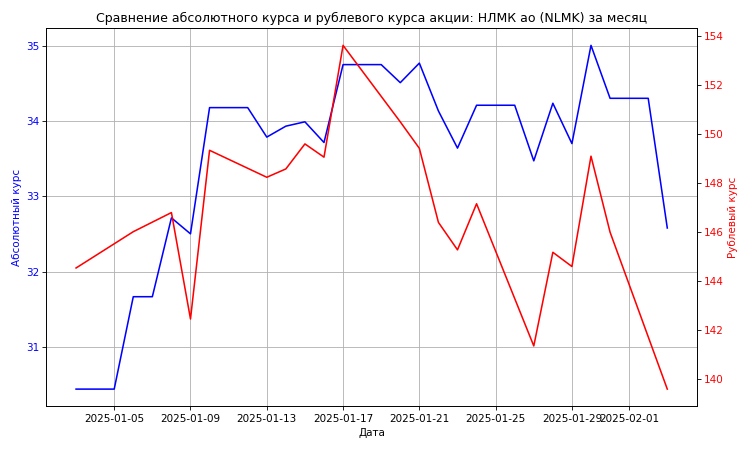 Сравнение абсолютного курса и рублевого курса акции: НЛМК ао (NLMK) за месяц
35
34
33
32
31
Абсолютный курс
154
152
150
148
146
144
142
140
Рублевый курс
2025-01-05 2025-01-09 2025-01-13 2025-01-17 2025-01-21 2025-01-25 2025-01-29 2025-02-01
Дата